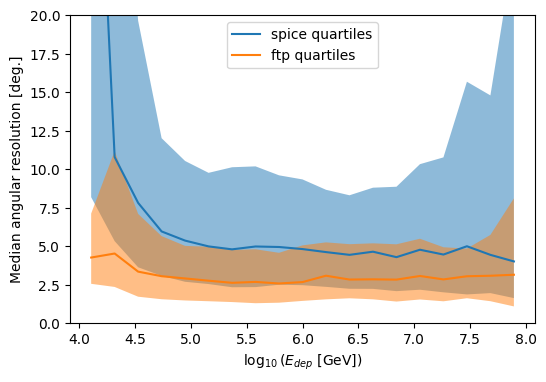 20.0
17.5
15.0
12.5
10.0
7.5
5.0
2.5
0.0
Median angular resolution [deg.]
spice quartiles
ftp quartiles
4.0 4.5 5.0 5.5 6.0 6.5 7.0 7.5 8.0
log₁₀(E_dep [GeV])